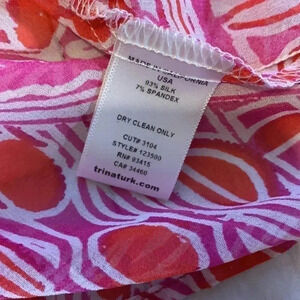 MADE IN CALIFORNIA
USA
93% SILK
7% SPANDEX
DRY CLEAN ONLY
CUT# 3104
STYLE# 123500
RN# 93415
CA# 34460
trinaturk.com